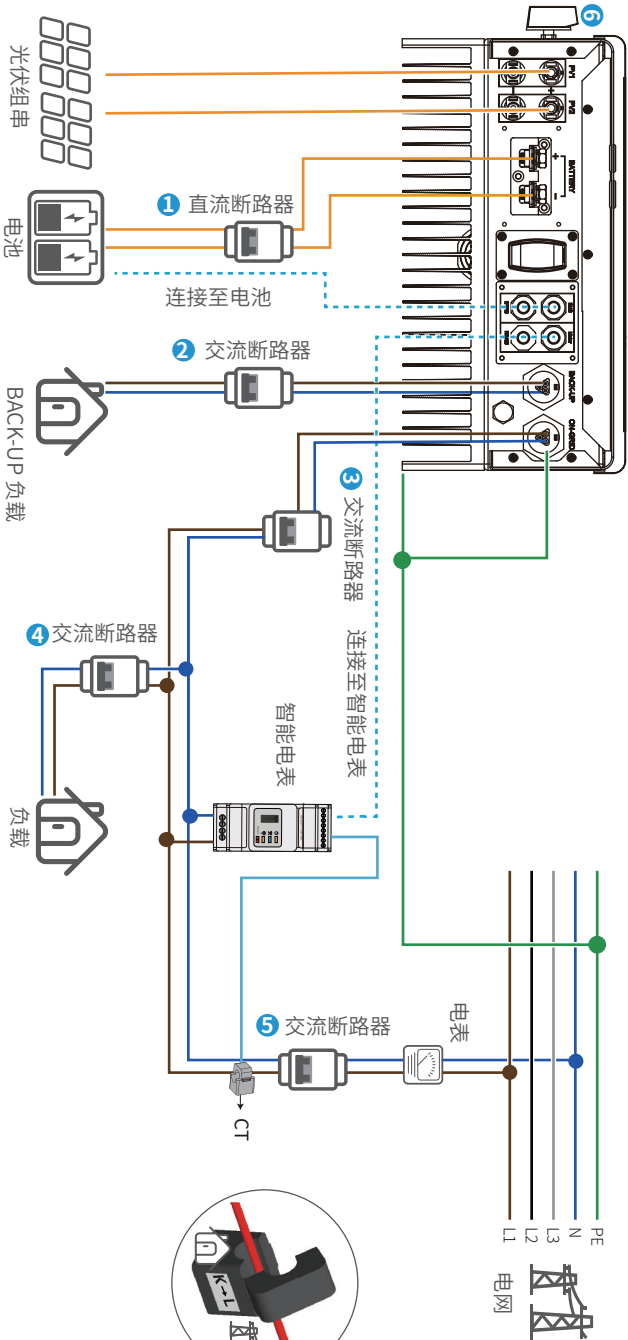 6
PV1
PV2
+
−
BATTERY
+
−
BACK-UP
ON-GRID
光伏组串
1 直流断路器
电池
连接至电池
2 交流断路器
BACK-UP 负载
3 交流断路器
4 交流断路器
连接至智能电表
智能电表
负载
5 交流断路器
电表
CT
PE
N
L3
L2
L1
电网
K→L